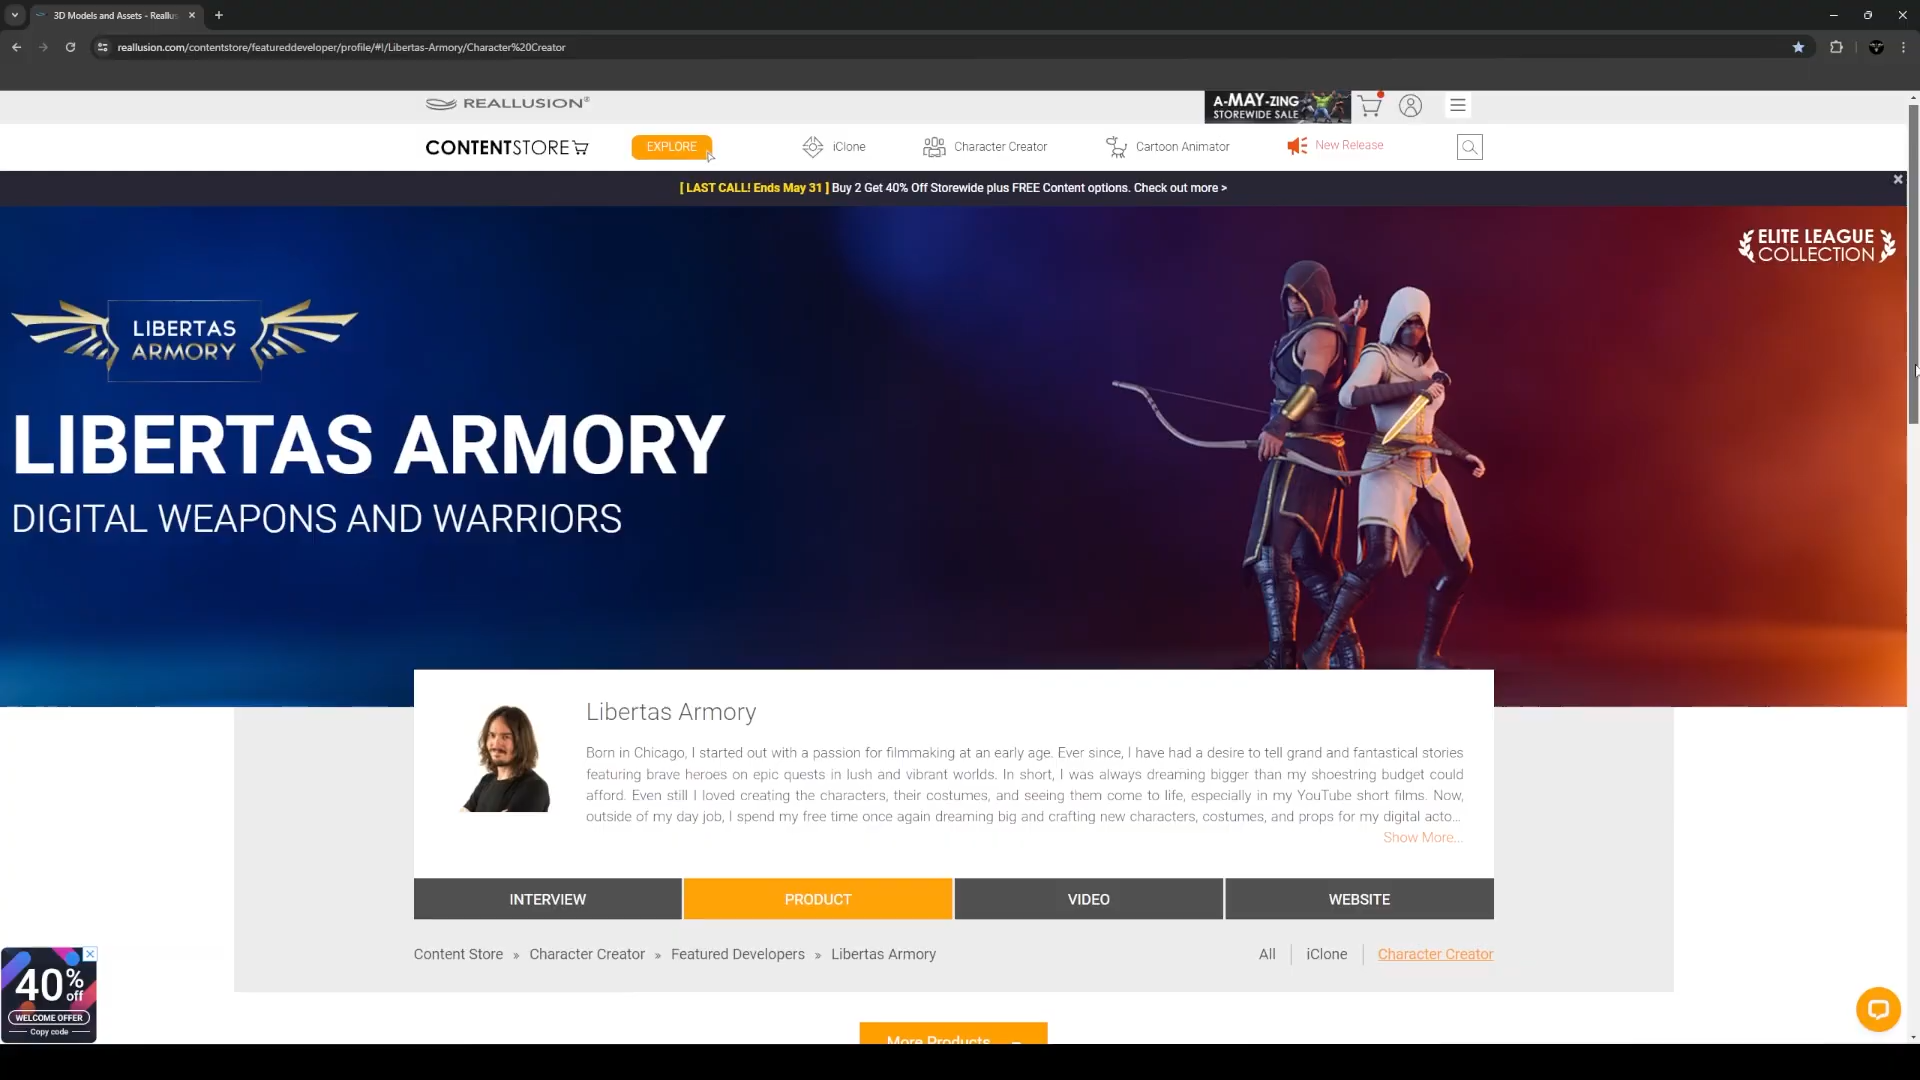 3D Models and Assets - Reallus
reallusion.com/contentstore/featureddeveloper/profile/#!/Libertas-Armory/Character%20Creator
REALLUSION®
A-MAY-ZING
STOREWIDE SALE
CONTENTSTORE
EXPLORE
iClone
Character Creator
Cartoon Animator
New Release
[ LAST CALL! Ends May 31 ] Buy 2 Get 40% Off Storewide plus FREE Content options. Check out more >
ELITE LEAGUE
COLLECTION
LIBERTAS
ARMORY
LIBERTAS ARMORY
DIGITAL WEAPONS AND WARRIORS
Libertas Armory
Born in Chicago, I started out with a passion for filmmaking at an early age. Ever since, I have had a desire to tell grand and fantastical stories
featuring brave heroes on epic quests in lush and vibrant worlds. In short, I was always dreaming bigger than my shoestring budget could
afford. Even still I loved creating the characters, their costumes, and seeing them come to life, especially in my YouTube short films. Now,
outside of my day job, I spend my free time once again dreaming big and crafting new characters, costumes, and props for my digital acto...
Show More...
INTERVIEW
PRODUCT
VIDEO
WEBSITE
Content Store » Character Creator » Featured Developers » Libertas Armory
All
iClone
Character Creator
40% off
WELCOME OFFER
Copy code
More Products